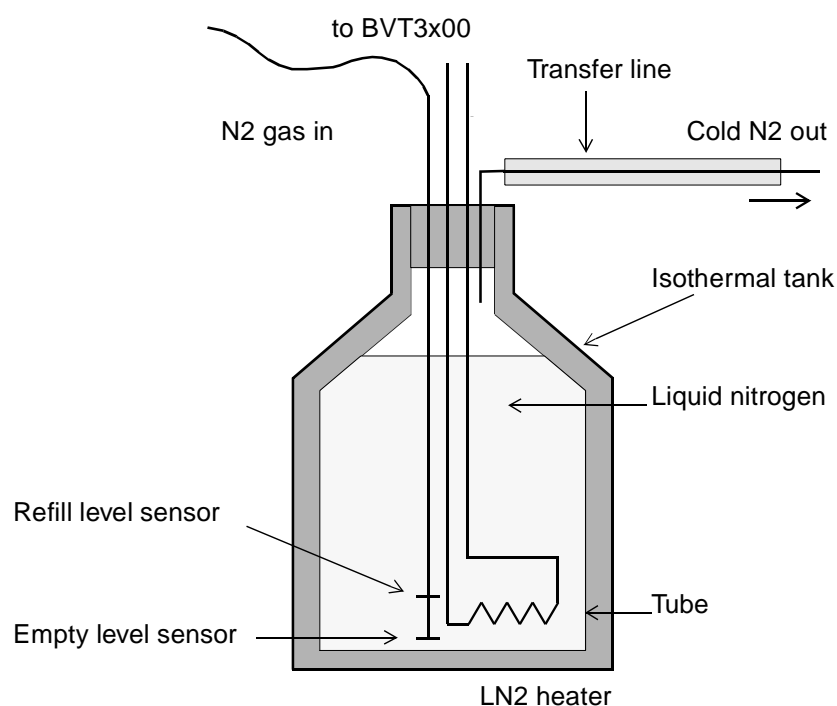 to BVT3x00
Transfer line
N2 gas in
Cold N2 out
Isothermal tank
Liquid nitrogen
Refill level sensor
Tube
Empty level sensor
LN2 heater